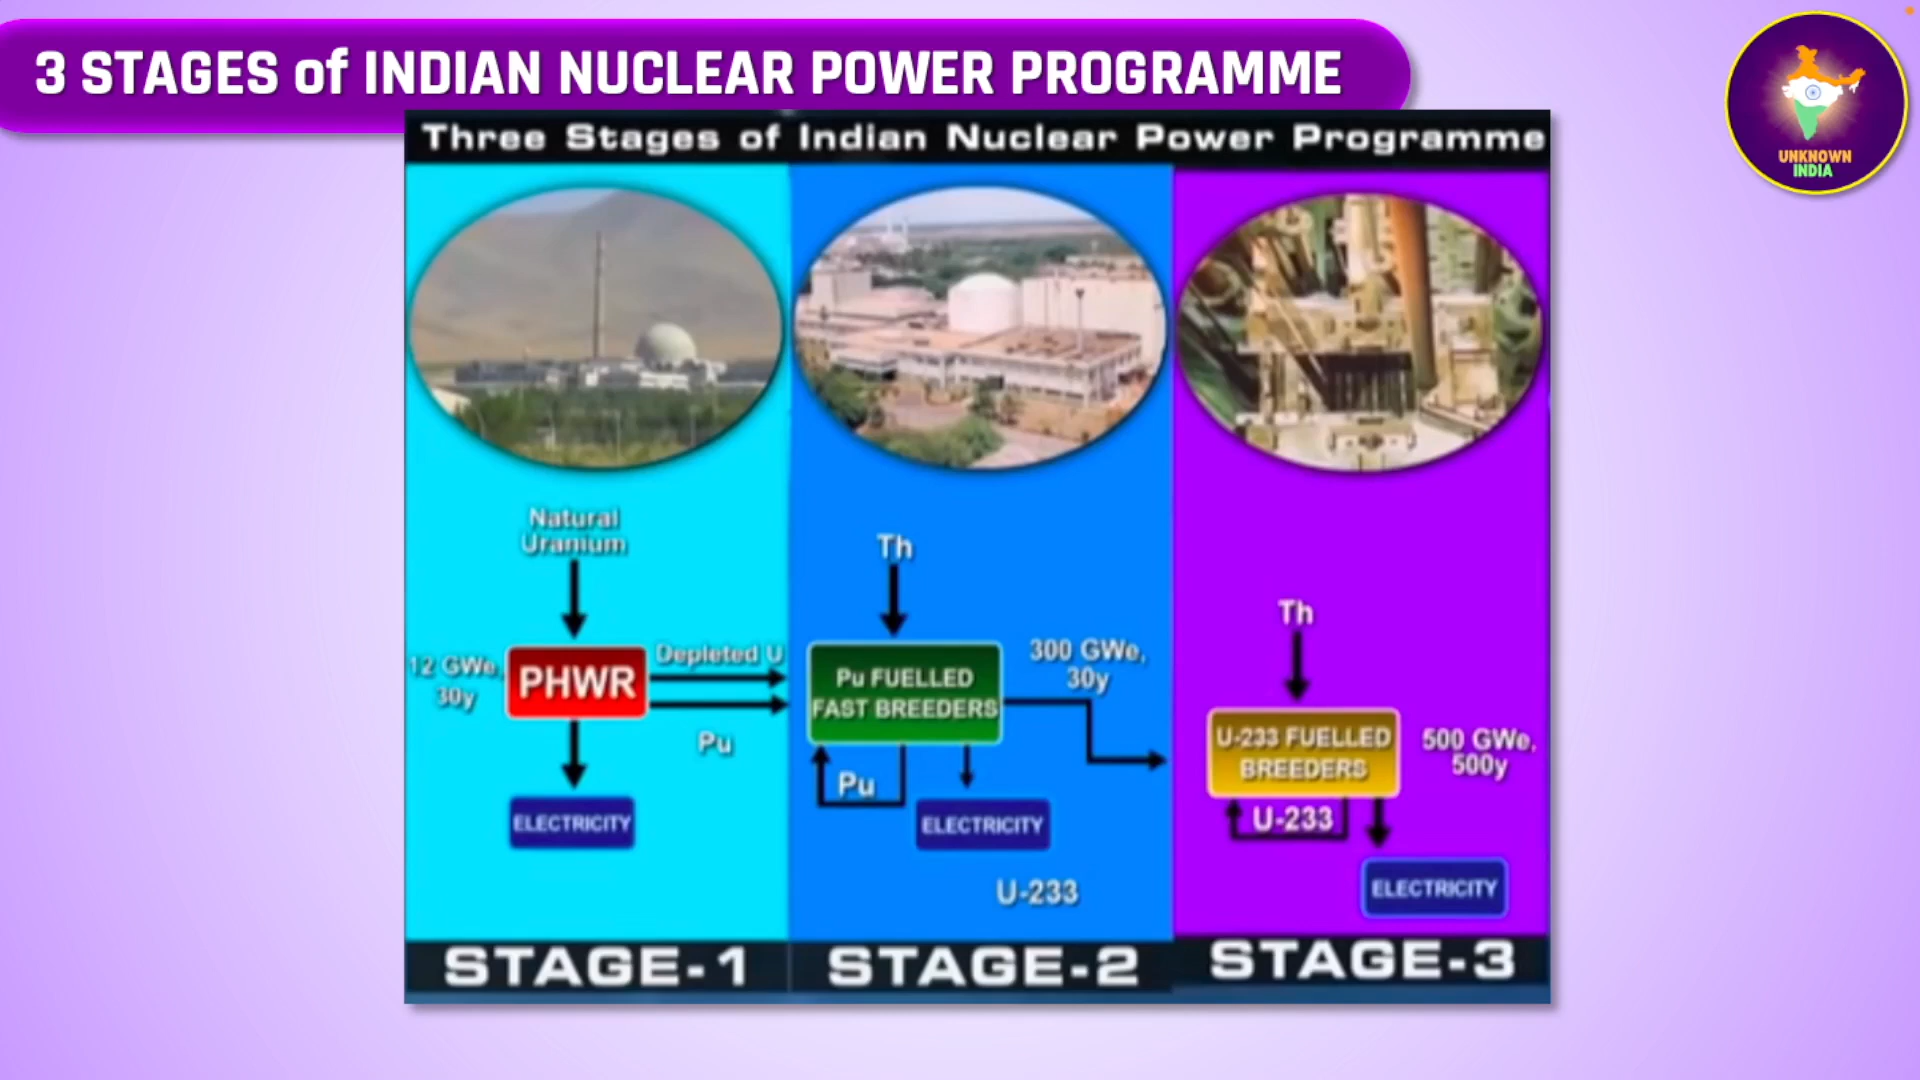 3 STAGES of INDIAN NUCLEAR POWER PROGRAMME
UNKNOWN
INDIA
Three Stages of Indian Nuclear Power Programme
Natural
Uranium
12 GWe,
30y
PHWR
Depleted U
Pu
ELECTRICITY
STAGE-1
Th
Pu FUELLED
FAST BREEDERS
300 GWe,
30y
Pu
ELECTRICITY
U-233
STAGE-2
Th
U-233 FUELLED
BREEDERS
500 GWe,
500y
U-233
ELECTRICITY
STAGE-3